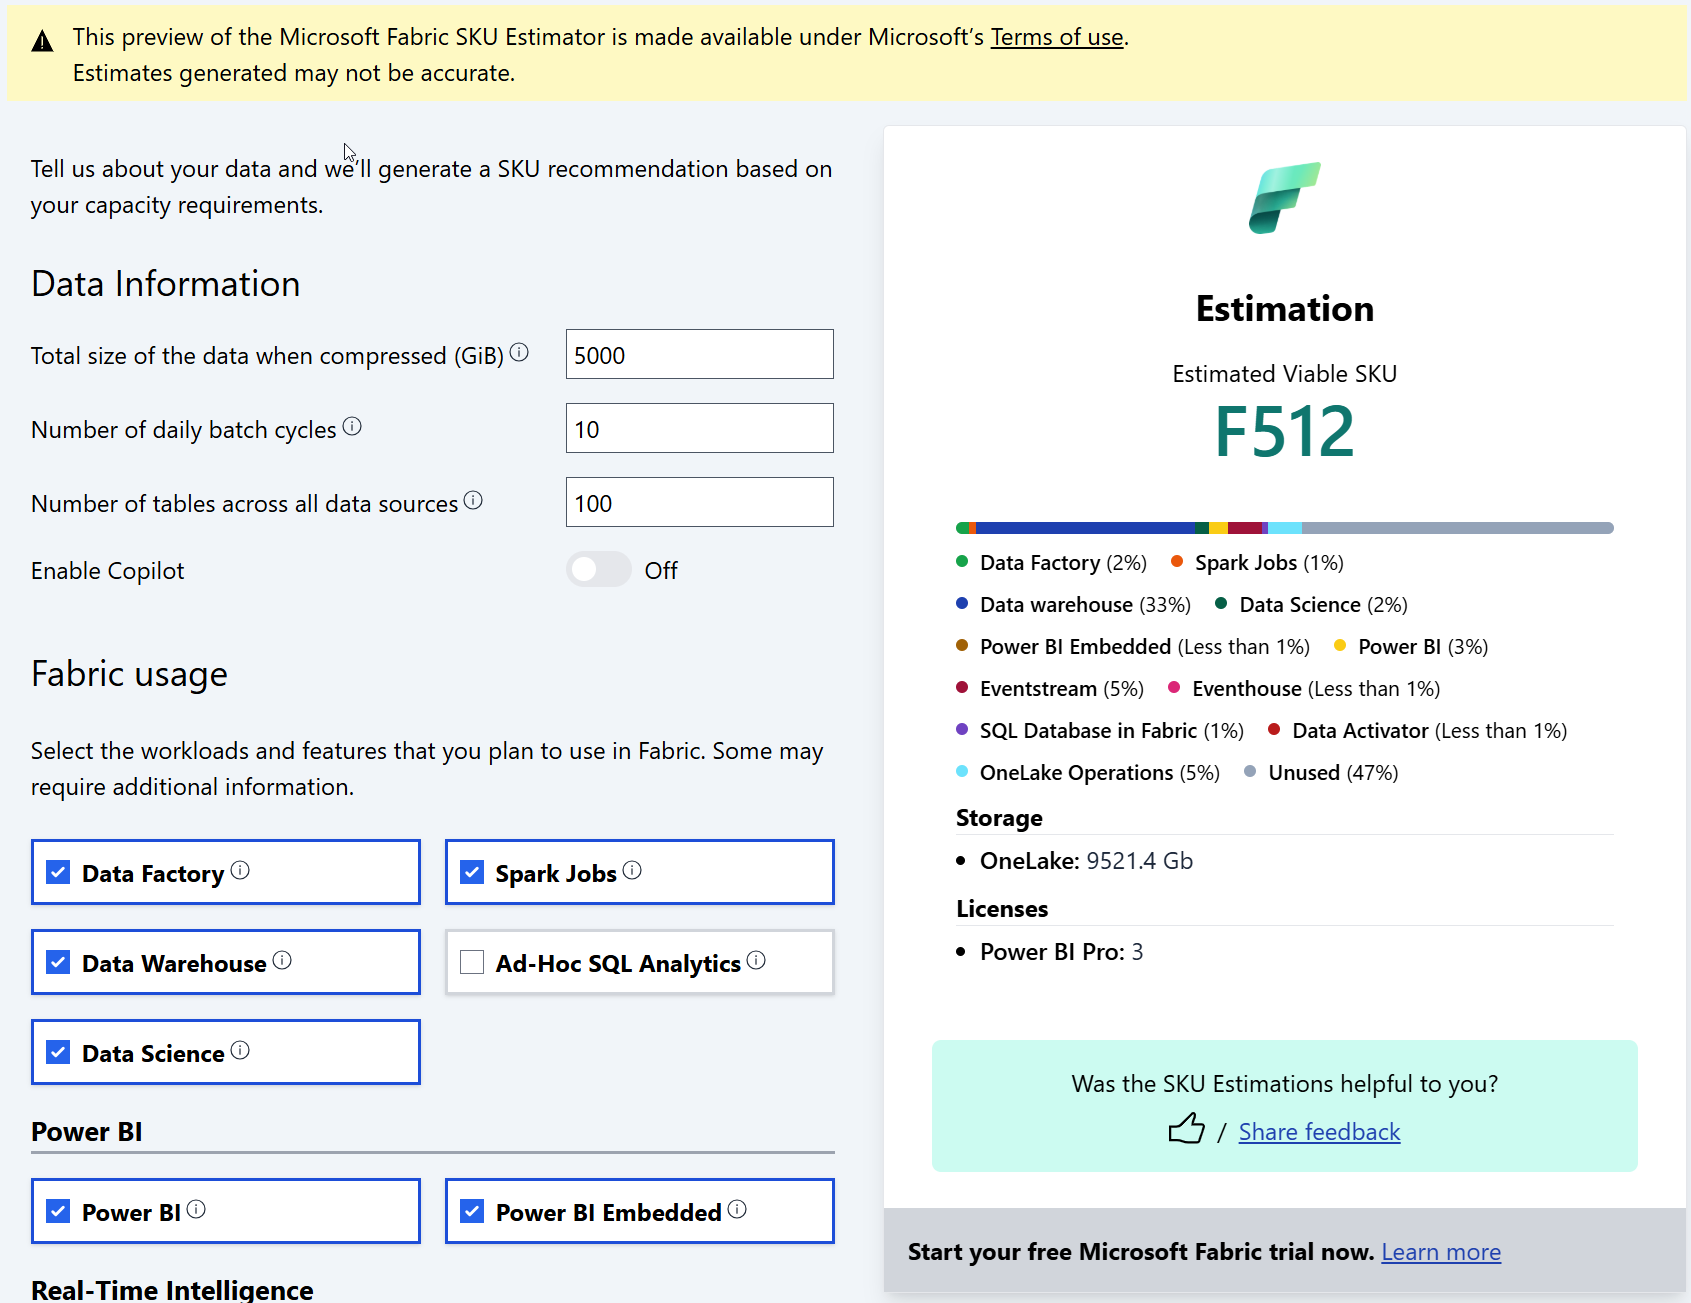 This preview of the Microsoft Fabric SKU Estimator is made available under Microsoft’s Terms of use.
Estimates generated may not be accurate.
Tell us about your data and we’ll generate a SKU recommendation based on
your capacity requirements.
Data Information
Total size of the data when compressed (GiB)
5000
Number of daily batch cycles
10
Number of tables across all data sources
100
Enable Copilot
Off
Fabric usage
Select the workloads and features that you plan to use in Fabric. Some may
require additional information.
Data Factory
Spark Jobs
Data Warehouse
Ad-Hoc SQL Analytics
Data Science
Power BI
Power BI
Power BI Embedded
Real-Time Intelligence
Estimation
Estimated Viable SKU
F512
Data Factory (2%)
Spark Jobs (1%)
Data warehouse (33%)
Data Science (2%)
Power BI Embedded (Less than 1%)
Power BI (3%)
Eventstream (5%)
Eventhouse (Less than 1%)
SQL Database in Fabric (1%)
Data Activator (Less than 1%)
OneLake Operations (5%)
Unused (47%)
Storage
OneLake: 9521.4 Gb
Licenses
Power BI Pro: 3
Was the SKU Estimations helpful to you?
/ Share feedback
Start your free Microsoft Fabric trial now. Learn more